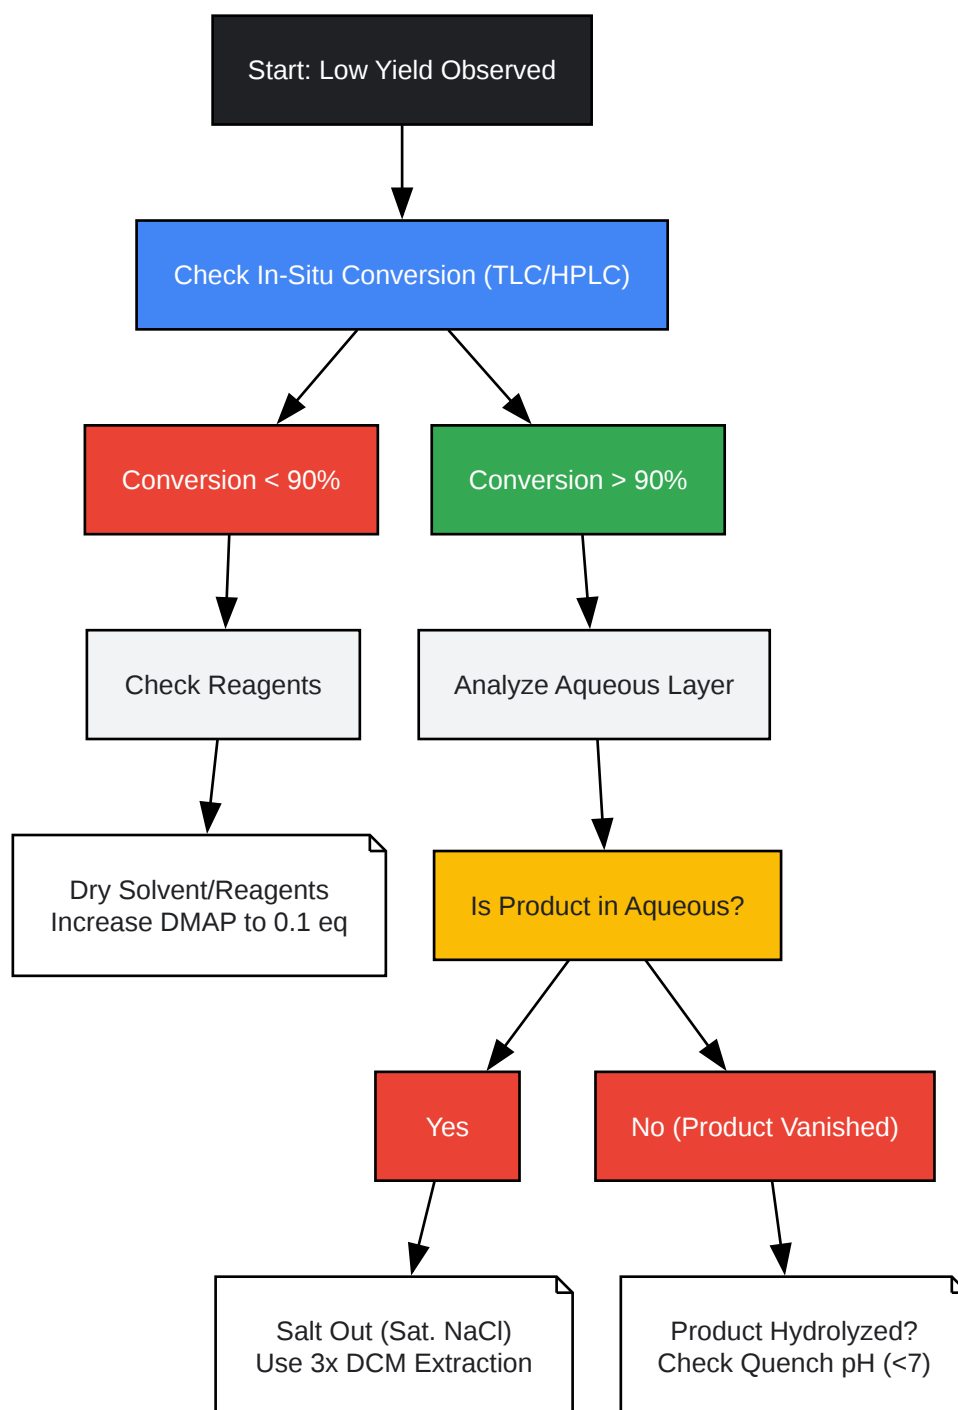 Start: Low Yield Observed
Check In-Situ Conversion (TLC/HPLC)
Conversion < 90%
Conversion > 90%
Check Reagents
Analyze Aqueous Layer
Dry Solvent/Reagents
Increase DMAP to 0.1 eq
Is Product in Aqueous?
Yes
No (Product Vanished)
Salt Out (Sat. NaCl)
Use 3x DCM Extraction
Product Hydrolyzed?
Check Quench pH (<7)